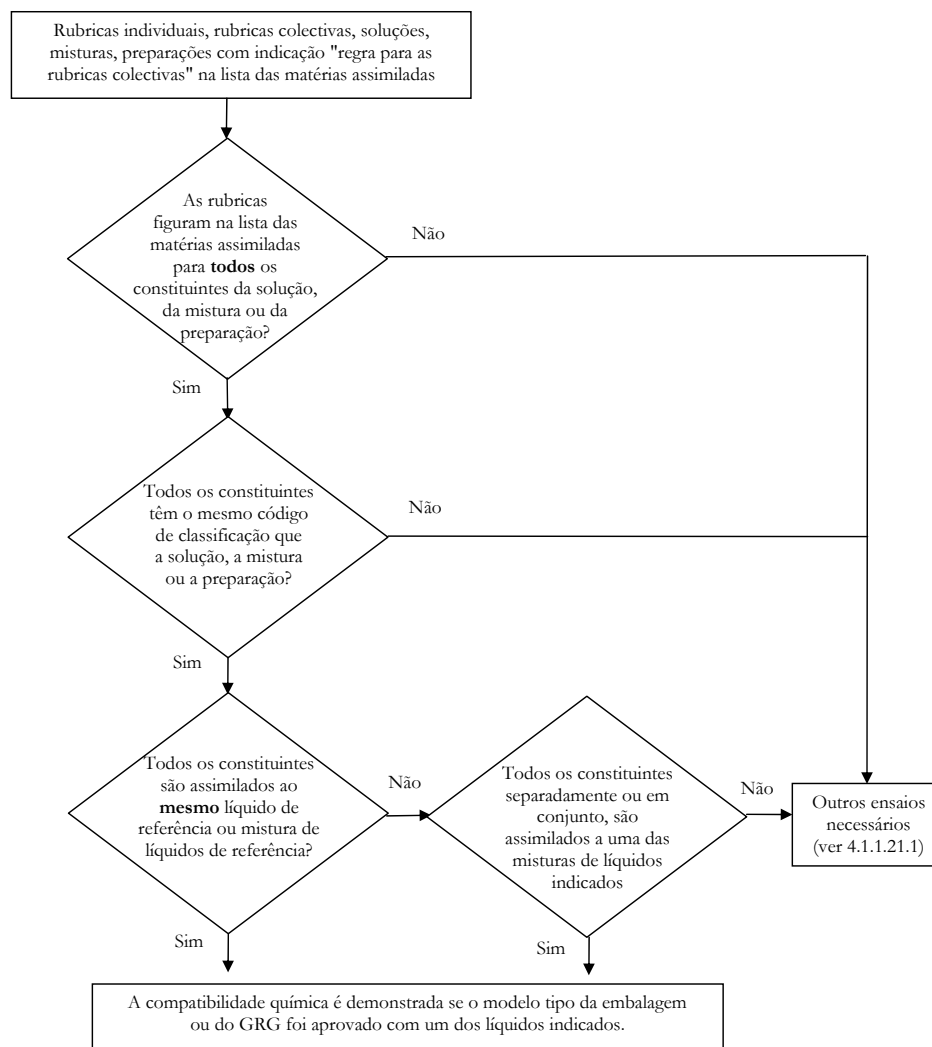 Rubricas individuais, rubricas colectivas, soluções,
misturas, preparações com indicação "regra para as
rubricas colectivas" na lista das matérias assimiladas
As rubricas
figuram na lista das
matérias assimiladas
para todos os
constituintes da solução,
da mistura ou da
preparação?
Não
Sim
Todos os constituintes
têm o mesmo código
de classificação que
a solução, a mistura
ou a preparação?
Não
Sim
Todos os constituintes
são assimilados ao
mesmo líquido de
referência ou mistura de
líquidos de referência?
Não
Todos os constituintes
separadamente ou em
conjunto, são
assimilados a uma das
misturas de líquidos
indicados
Não
Outros ensaios
necessários
(ver 4.1.1.21.1)
Sim
Sim
A compatibilidade química é demonstrada se o modelo tipo da embalagem
ou do GRG foi aprovado com um dos líquidos indicados.